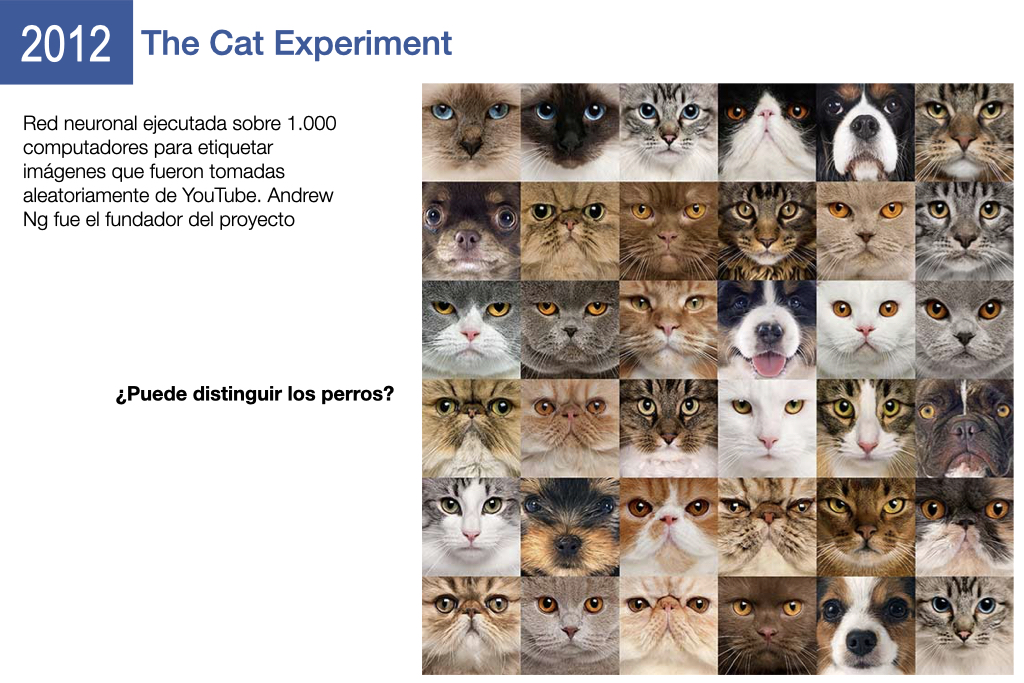 2012
The Cat Experiment
Red neuronal ejecutada sobre 1.000
computadores para etiquetar
imágenes que fueron tomadas
aleatoriamente de YouTube. Andrew
Ng fue el fundador del proyecto
¿Puede distinguir los perros?